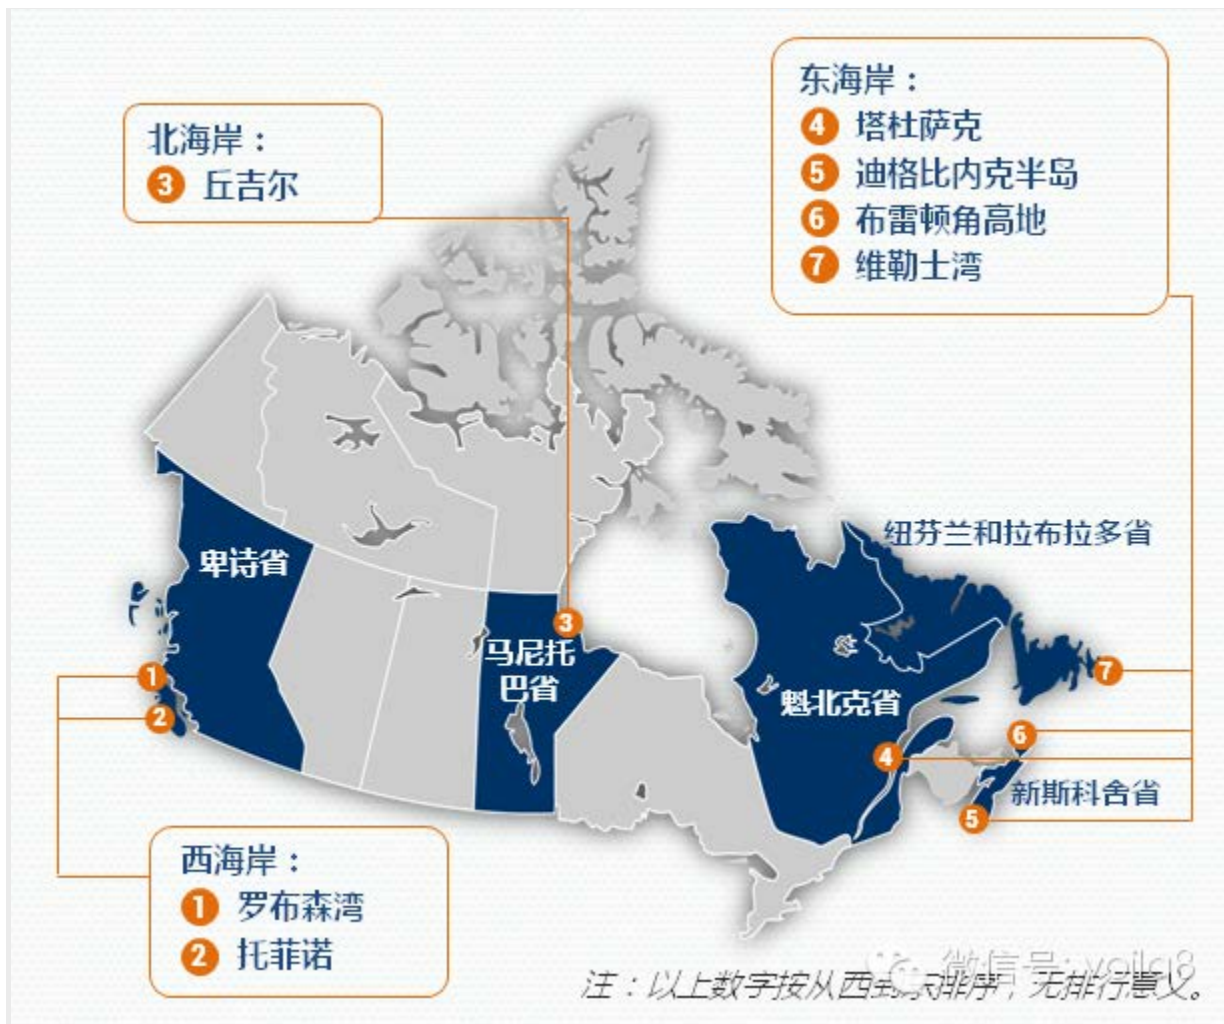 东海岸：
4 塔杜萨克
5 迪格比内克半岛
6 布雷顿角高地
7 维勒士湾
北海岸：
3 丘吉尔
纽芬兰和拉布拉多省
卑诗省
3
马尼托
巴省
1
7
魁北克省
2
6
4
新斯科舍省
5
西海岸：
1 罗布森湾
2 托菲诺
微信号: voilq8
注：以上数字按从西到东排序，无排行意义。